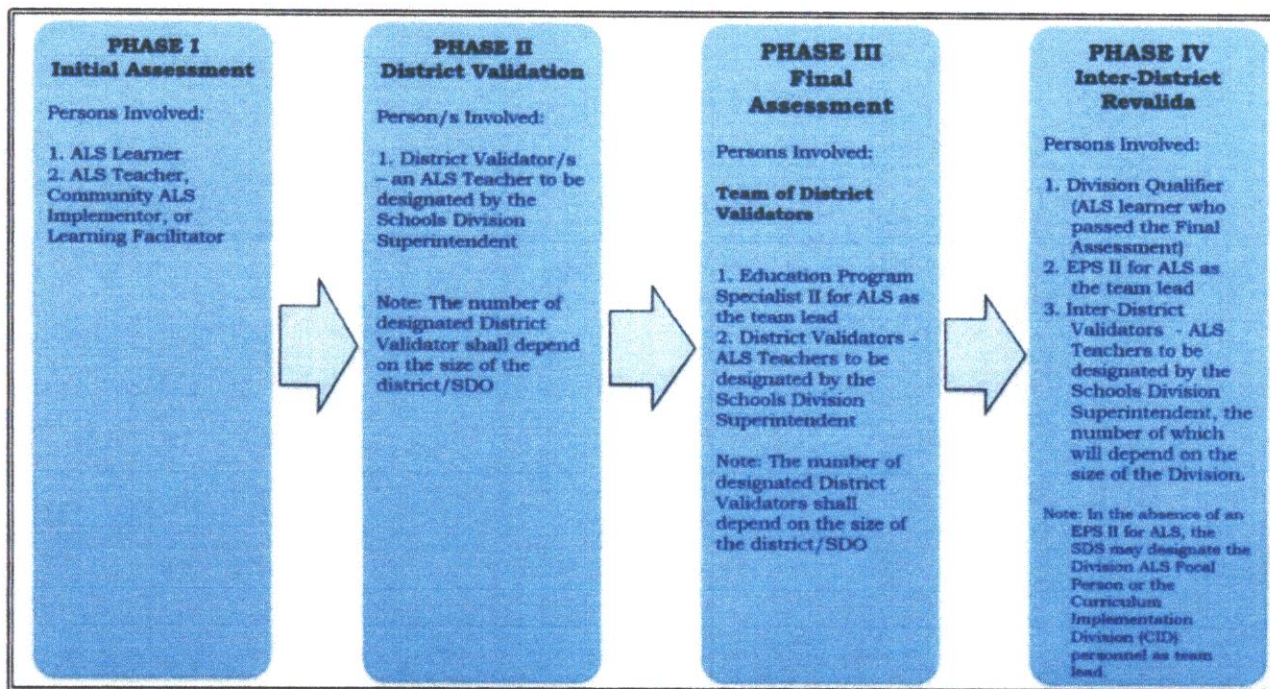 PHASE I
Initial Assessment
Persons Involved:
1. ALS Learner
2. ALS Teacher,
Community ALS
Implementor, or
Learning Facilitator
PHASE II
District Validation
Person/s Involved:
1. District Validator/s
– an ALS Teacher to be
designated by the
Schools Division
Superintendent
Note: The number of
designated District
Validator shall depend
on the size of the
district/SDO
PHASE III
Final
Assessment
Persons Involved:
Team of District
Validators
1. Education Program
Specialist II for ALS as
the team lead
2. District Validators –
ALS Teachers to be
designated by the
Schools Division
Superintendent
Note: The number of
designated District
Validators shall
depend on the size of
the district/SDO
PHASE IV
Inter-District
Revalida
Persons Involved:
1. Division Qualifier
(ALS learner who
passed the Final
Assessment)
2. EPS II for ALS as
the team lead
3. Inter-District
Validators - ALS
Teachers to be
designated by the
Schools Division
Superintendent, the
number of which
will depend on the
size of the Division.
Note: In the absence of an
EPS II for ALS, the
SDS may designate the
Division ALS Focal
Person or the
Curriculum
Implementation
Division (CID)
personnel as team
lead.